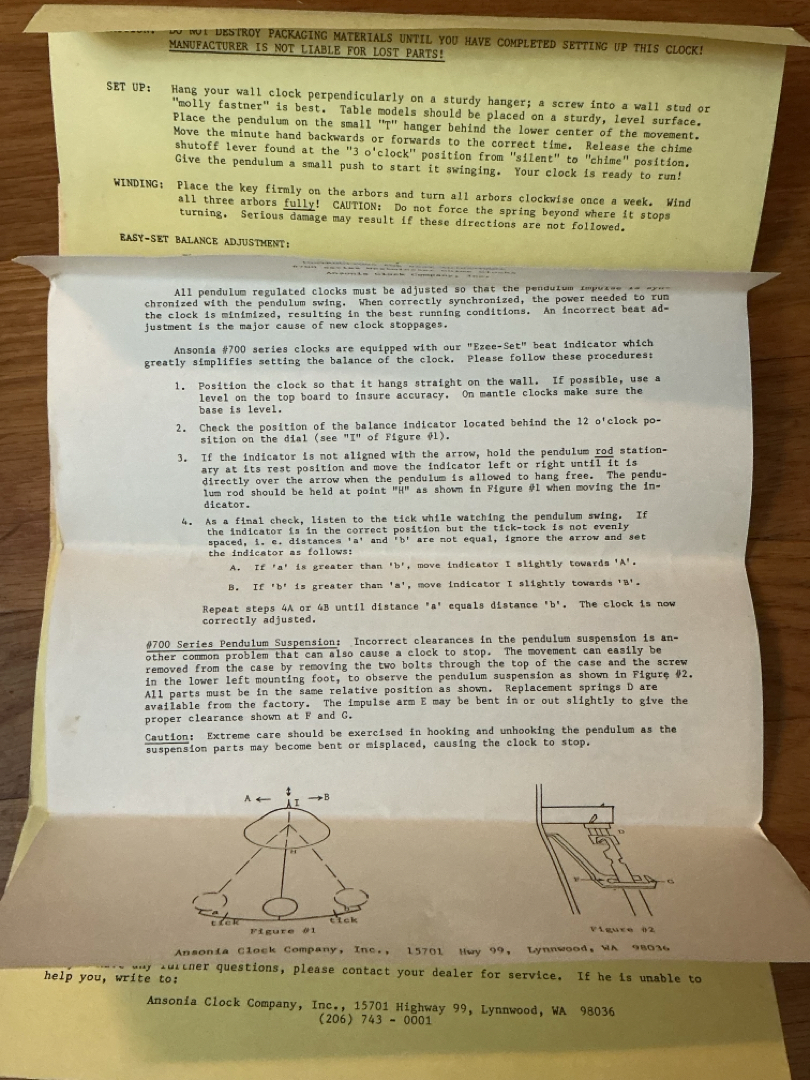 DO NOT DESTROY PACKAGING MATERIALS UNTIL YOU HAVE COMPLETED SETTING UP THIS CLOCK!
MANUFACTURER IS NOT LIABLE FOR LOST PARTS!
SET UP: Hang your wall clock perpendicularly on a sturdy hanger; a screw into a wall stud or
"molly fastner" is best. Table models should be placed on a sturdy, level surface.
Place the pendulum on the small "T" hanger behind the lower center of the movement.
Move the minute hand backwards or forwards to the correct time. Release the chime
shutoff lever found at the "3 o'clock" position from "silent" to "chime" position.
Give the pendulum a small push to start it swinging. Your clock is ready to run!
WINDING: Place the key firmly on the arbors and turn all arbors clockwise once a week. Wind
all three arbors fully! CAUTION: Do not force the spring beyond where it stops
turning. Serious damage may result if these directions are not followed.
EASY-SET BALANCE ADJUSTMENT:
Ansonia Clock Company, Inc.
All pendulum regulated clocks must be adjusted so that the pendulum impulse is syn-
chronized with the pendulum swing. When correctly synchronized, the power needed to run
the clock is minimized, resulting in the best running conditions. An incorrect beat ad-
justment is the major cause of new clock stoppages.
Ansonia #700 series clocks are equipped with our "Ezee-Set" beat indicator which
greatly simplifies setting the balance of the clock. Please follow these procedures:
1. Position the clock so that it hangs straight on the wall. If possible, use a
level on the top board to insure accuracy. On mantle clocks make sure the
base is level.
2. Check the position of the balance indicator located behind the 12 o'clock po-
sition on the dial (see "I" of Figure #1).
3. If the indicator is not aligned with the arrow, hold the pendulum rod station-
ary at its rest position and move the indicator left or right until it is
directly over the arrow when the pendulum is allowed to hang free. The pendu-
lum rod should be held at point "H" as shown in Figure #1 when moving the in-
dicator.
4. As a final check, listen to the tick while watching the pendulum swing. If
the indicator is in the correct position but the tick-tock is not evenly
spaced, i. e. distances 'a' and 'b' are not equal, ignore the arrow and set
the indicator as follows:
A. If 'a' is greater than 'b', move indicator I slightly towards 'A'.
B. If 'b' is greater than 'a', move indicator I slightly towards 'B'.
Repeat steps 4A or 4B until distance 'a' equals distance 'b'. The clock is now
correctly adjusted.
#700 Series Pendulum Suspension: Incorrect clearances in the pendulum suspension is an-
other common problem that can also cause a clock to stop. The movement can easily be
removed from the case by removing the two bolts through the top of the case and the screw
in the lower left mounting foot, to observe the pendulum suspension as shown in Figure #2.
All parts must be in the same relative position as shown. Replacement springs D are
available from the factory. The impulse arm E may be bent in or out slightly to give the
proper clearance shown at F and G.
Caution: Extreme care should be exercised in hooking and unhooking the pendulum as the
suspension parts may become bent or misplaced, causing the clock to stop.
A I B
H
D
F G
a b
tick tick
Figure #1 Figure #2
Ansonia Clock Company, Inc., 15701 Hwy 99, Lynnwood, WA 98036
any further questions, please contact your dealer for service. If he is unable to
help you, write to:
Ansonia Clock Company, Inc., 15701 Highway 99, Lynnwood, WA 98036
(206) 743 - 0001